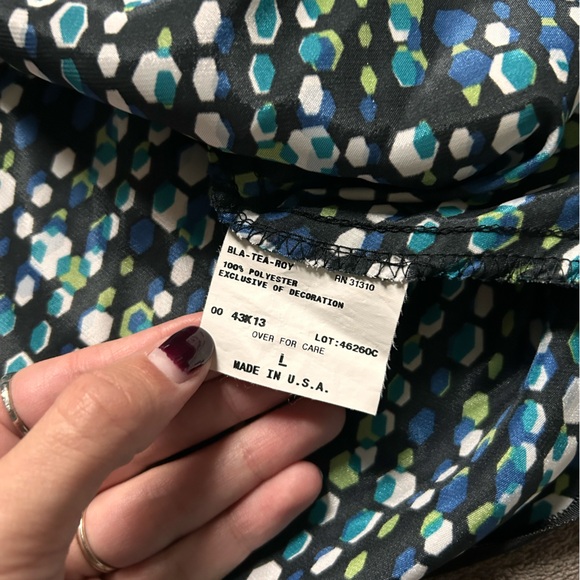 BLA-TEA-ROY RN 31310
100% POLYESTER
EXCLUSIVE OF DECORATION
00 43K13 LOT:46260C
OVER FOR CARE
L
MADE IN U.S.A.